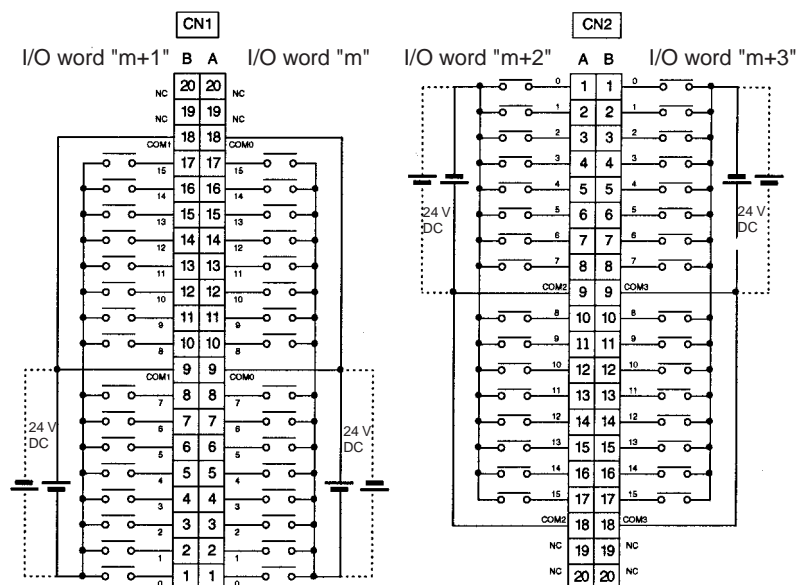 CN1
I/O word "m+1" B A I/O word "m"
NC 20 20 NC
NC 19 19 NC
18 18
COM1 COM0
17 17
15 15
16 16
14 14
15 15
13 13
14 14
12 12
13 13
11 11
12 12
10 10
11 11
9 9
10 10
8 8
9 9
COM1 COM0
8 8
7 7
7 7
6 6
6 6
5 5
5 5
4 4
4 4
3 3
3 3
2 2
2 2
1 1
1 1
0 0
24 V
DC
24 V
DC
CN2
I/O word "m+2" A B I/O word "m+3"
0 1 1 0
1 2 2 1
2 3 3 2
3 4 4 3
4 5 5 4
5 6 6 5
6 7 7 6
7 8 8 7
COM2 9 9 COM3
8 10 10 8
9 11 11 9
10 12 12 10
11 13 13 11
12 14 14 12
13 15 15 13
14 16 16 14
15 17 17 15
COM2 18 18 COM3
NC 19 19 NC
NC 20 20 NC
24 V
DC
24 V
DC